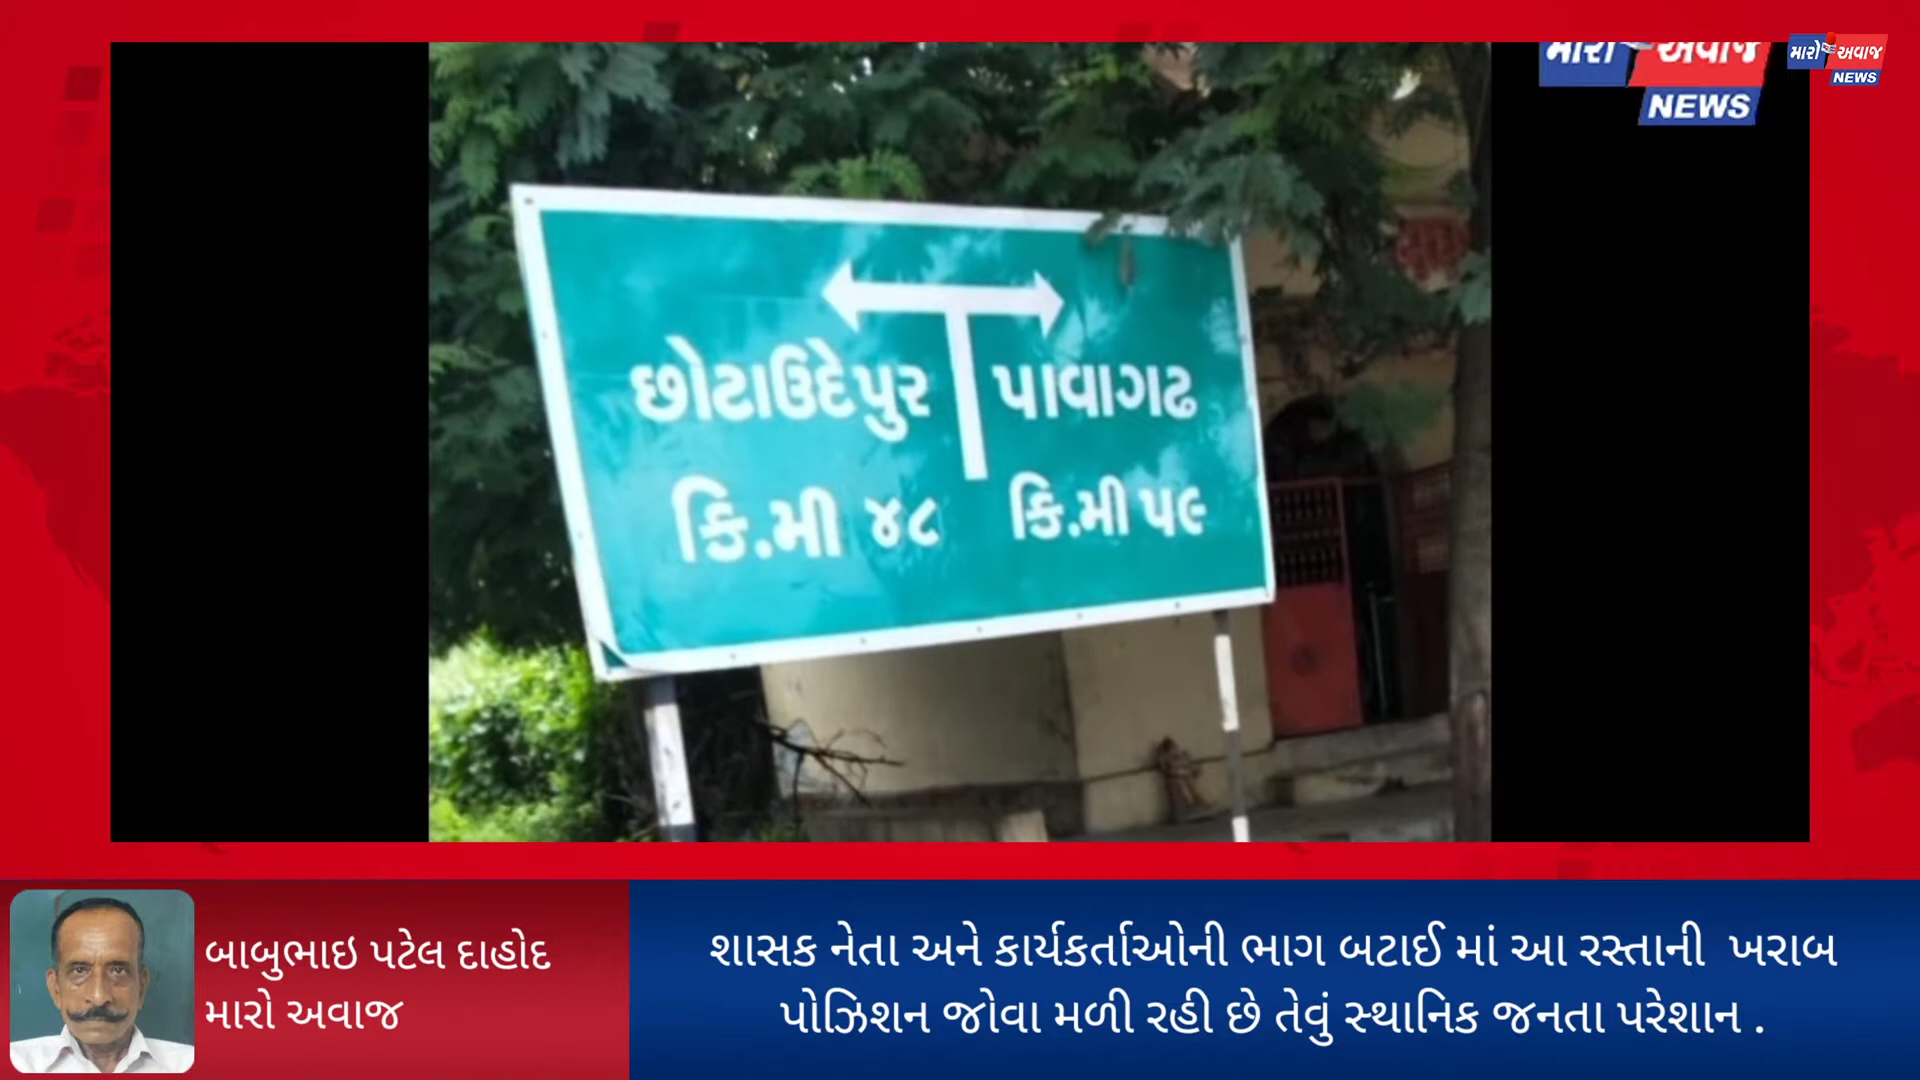 મારો અવાજ
NEWS
મારો અવાજ
NEWS
છોટાઉદેપુર
પાવાગઢ
કિ.મી ૪૮
કિ.મી ૫૯
બાબુભાઇ પટેલ દાહોદ
મારો અવાજ
શાસક નેતા અને કાર્યકર્તાઓની ભાગ બટાઈ માં આ રસ્તાની ખરાબ
પોઝિશન જોવા મળી રહી છે તેવું સ્થાનિક જનતા પરેશાન .